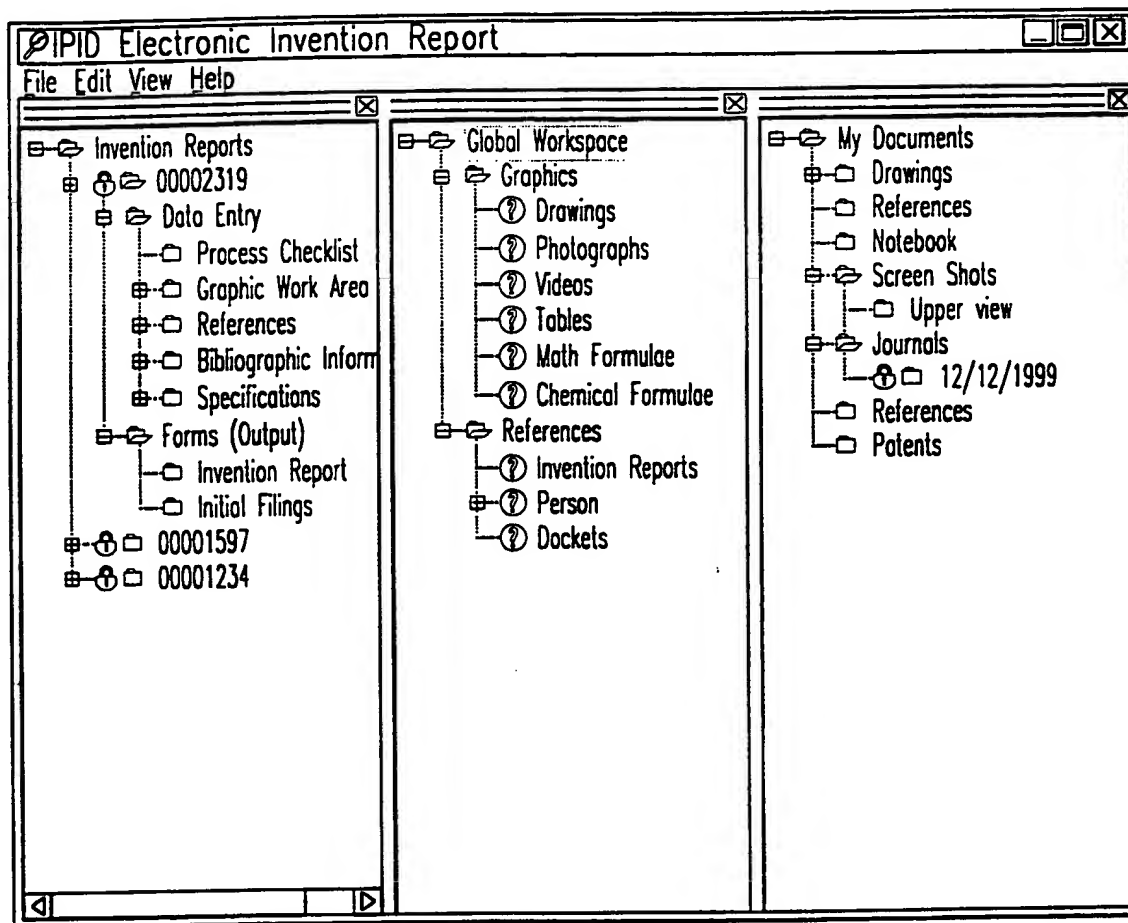 IPID Electronic Invention Report
File Edit View Help
Invention Reports
00002319
Data Entry
Process Checklist
Graphic Work Area
References
Bibliographic Inform
Specifications
Forms (Output)
Invention Report
Initial Filings
00001597
00001234
Global Workspace
Graphics
? Drawings
? Photographs
? Videos
? Tables
? Math Formulae
? Chemical Formulae
References
? Invention Reports
? Person
? Dockets
My Documents
Drawings
References
Notebook
Screen Shots
Upper view
Journals
12/12/1999
References
Patents